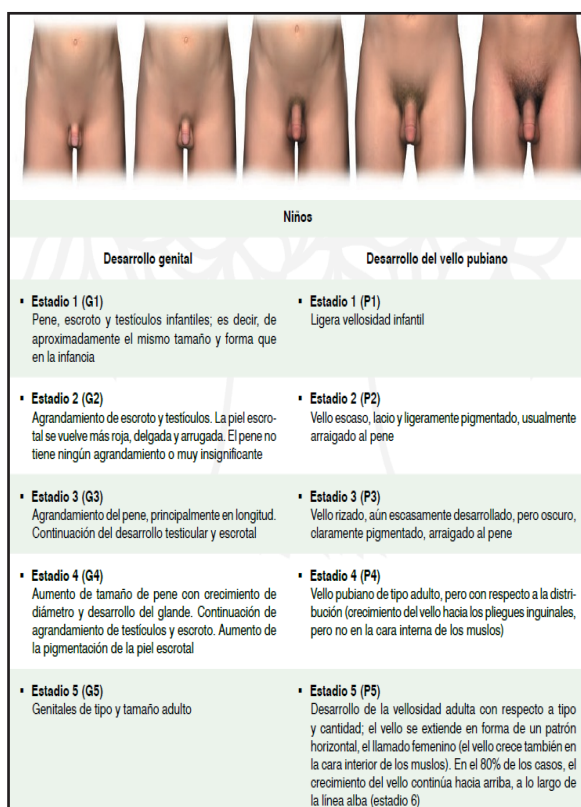 Niños
Desarrollo genital
Desarrollo del vello pubiano
▪ Estadio 1 (G1)
Pene, escroto y testículos infantiles; es decir, de
aproximadamente el mismo tamaño y forma que
en la infancia
▪ Estadio 1 (P1)
Ligera vellosidad infantil
▪ Estadio 2 (G2)
Agrandamiento de escroto y testículos. La piel escro-
tal se vuelve más roja, delgada y arrugada. El pene no
tiene ningún agrandamiento o muy insignificante
▪ Estadio 2 (P2)
Vello escaso, lacio y ligeramente pigmentado, usualmente
arraigado al pene
▪ Estadio 3 (G3)
Agrandamiento del pene, principalmente en longitud.
Continuación del desarrollo testicular y escrotal
▪ Estadio 3 (P3)
Vello rizado, aún escasamente desarrollado, pero oscuro,
claramente pigmentado, arraigado al pene
▪ Estadio 4 (G4)
Aumento de tamaño de pene con crecimiento de
diámetro y desarrollo del glande. Continuación de
agrandamiento de testículos y escroto. Aumento de
la pigmentación de la piel escrotal
▪ Estadio 4 (P4)
Vello pubiano de tipo adulto, pero con respecto a la distri-
bución (crecimiento del vello hacia los pliegues inguinales,
pero no en la cara interna de los muslos)
▪ Estadio 5 (G5)
Genitales de tipo y tamaño adulto
▪ Estadio 5 (P5)
Desarrollo de la vellosidad adulta con respecto a tipo
y cantidad; el vello se extiende en forma de un patrón
horizontal, el llamado femenino (el vello crece también en
la cara interior de los muslos). En el 80% de los casos, el
crecimiento del vello continúa hacia arriba, a lo largo de
la línea alba (estadio 6)